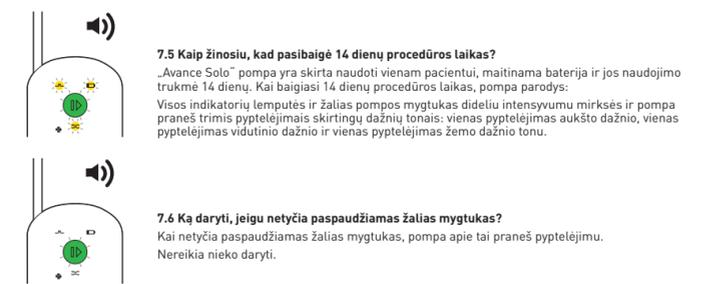 7.5 Kaip žinosiu, kad pasibaigė 14 dienų procedūros laikas?
„Avance Solo“ pompa yra skirta naudoti vienam pacientui, maitinama baterija ir jos naudojimo
trukmė 14 dienų. Kai baigiasi 14 dienų procedūros laikas, pompa parodys:
Visos indikatorių lemputės ir žalias pompos mygtukas dideliu intensyvumu mirksės ir pompa
praneš trimis pyptelėjimais skirtingų dažnių tonais: vienas pyptelėjimas aukšto dažnio, vienas
pyptelėjimas vidutinio dažnio ir vienas pyptelėjimas žemo dažnio tonu.
7.6 Ką daryti, jeigu netyčia paspaudžiamas žalias mygtukas?
Kai netyčia paspaudžiamas žalias mygtukas, pompa apie tai praneš pyptelėjimu.
Nereikia nieko daryti.